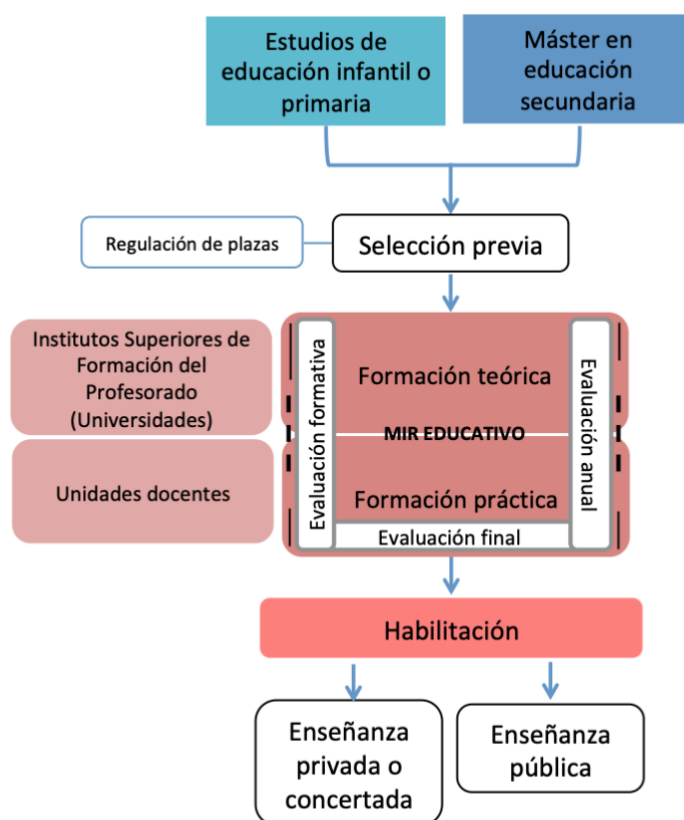 Estudios de
educación infantil o
primaria
Máster en
educación
secundaria
Regulación de plazas
Selección previa
Institutos Superiores de
Formación del
Profesorado
(Universidades)
Unidades docentes
Evaluación formativa
Formación teórica
MIR EDUCATIVO
Formación práctica
Evaluación anual
Evaluación final
Habilitación
Enseñanza
privada o
concertada
Enseñanza
pública